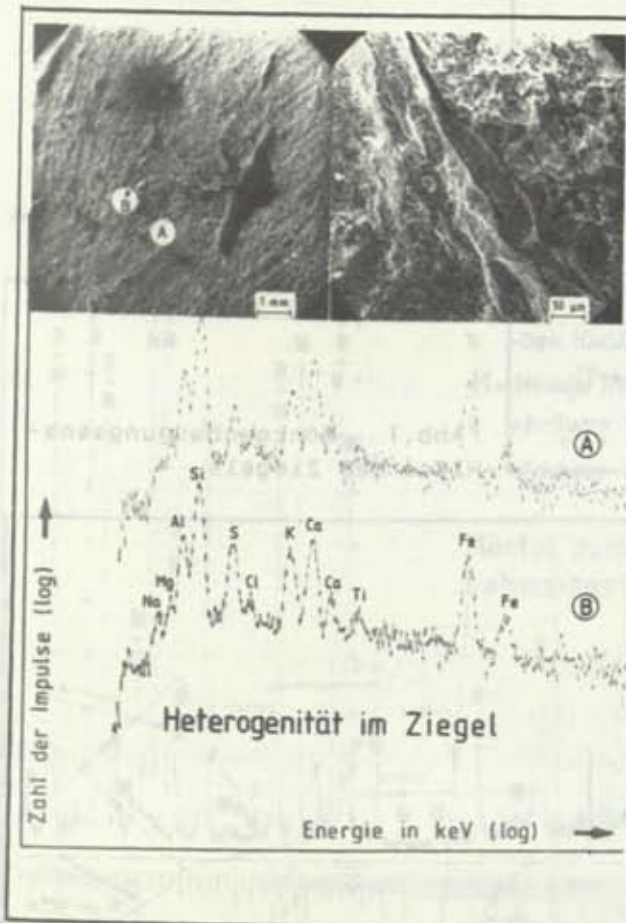 B
A
1 mm
50 µm
A
Si
Al
S
K
Ca
Fe
Mg
Na
Cl
Ca
Ti
Fe
B
Zahl der Impulse (log)
Heterogenität im Ziegel
Energie in keV (log)